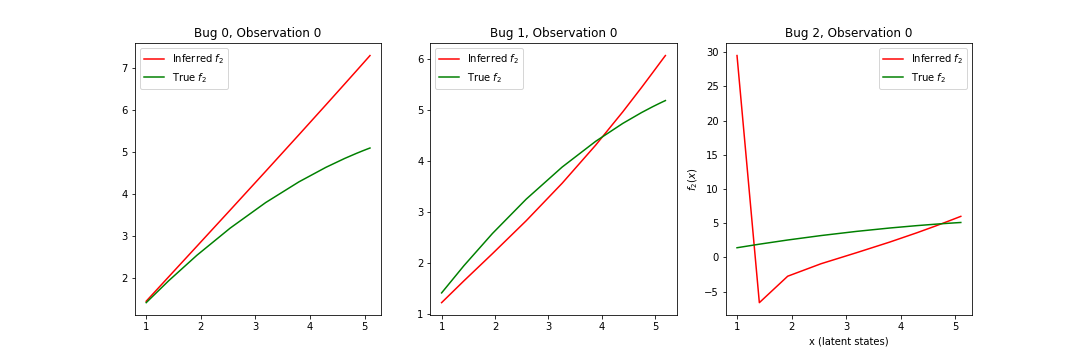 Bug 0, Observation 0
Inferred f₂
True f₂
7
6
5
4
3
2
1 2 3 4 5
Bug 1, Observation 0
Inferred f₂
True f₂
6
5
4
3
2
1
1 2 3 4 5
Bug 2, Observation 0
Inferred f₂
True f₂
f₂(x)
30
25
20
15
10
5
0
−5
1 2 3 4 5
x (latent states)